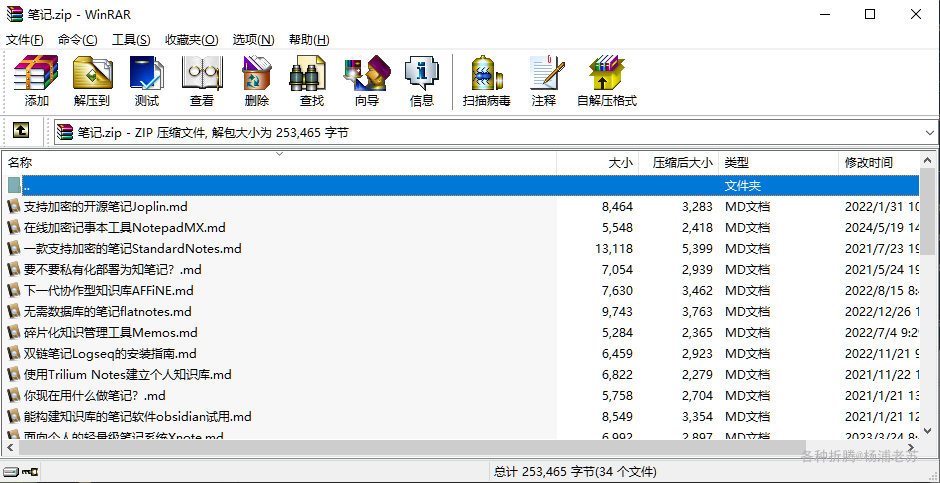 笔记.zip - WinRAR
文件(F) 命令(C) 工具(S) 收藏夹(O) 选项(N) 帮助(H)
添加 解压到 测试 查看 删除 查找 向导 信息 扫描病毒 注释 自解压格式
笔记.zip - ZIP 压缩文件, 解包大小为 253,465 字节
名称 大小 压缩后大小 类型 修改时间
.. 文件夹
支持加密的开源笔记Joplin.md 8,464 3,283 MD文档 2022/1/31 10
在线加密记事本工具NotepadMX.md 5,548 2,418 MD文档 2024/5/19 14
一款支持加密的笔记StandardNotes.md 13,118 5,399 MD文档 2021/7/23 19
要不要私有化部署为知笔记？.md 7,054 2,939 MD文档 2021/5/24 19
下一代协作型知识库AFFiNE.md 7,630 3,462 MD文档 2022/8/15 8:
无需数据库的笔记flatnotes.md 9,743 3,763 MD文档 2022/12/26 1
碎片化知识管理工具Memos.md 5,284 2,365 MD文档 2022/7/4 9:2
双链笔记Logseq的安装指南.md 6,459 2,923 MD文档 2022/11/21 9
使用Trilium Notes建立个人知识库.md 6,822 2,279 MD文档 2021/11/22 1
你现在用什么做笔记？.md 5,758 2,704 MD文档 2021/1/21 13
能构建知识库的笔记软件obsidian试用.md 8,549 3,354 MD文档 2021/1/21 12
面向个人的轻量级笔记系统Xnote.md 6,992 2,897 MD文档 2023/3/24 8:
各种折腾@杨浦老苏
总计 253,465 字节(34 个文件)